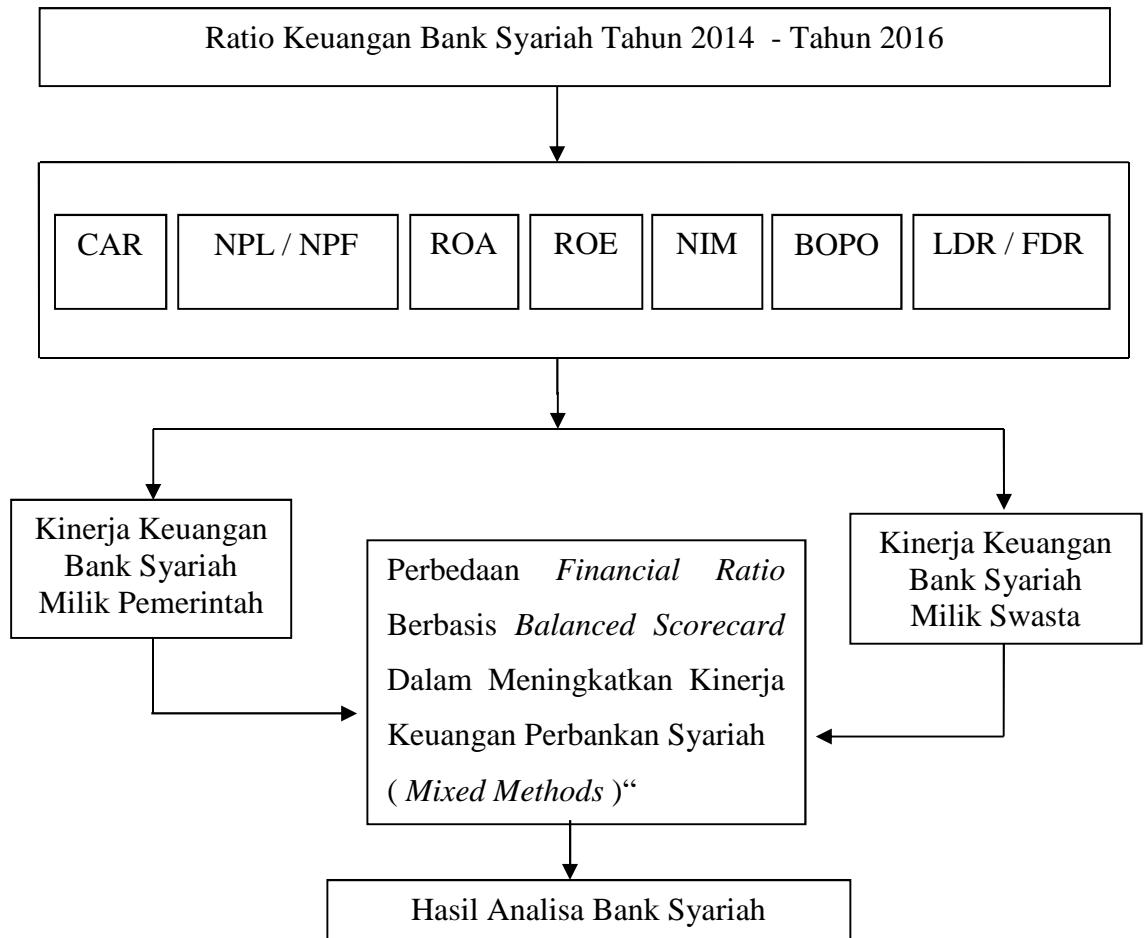 Ratio Keuangan Bank Syariah Tahun 2014 - Tahun 2016
CAR
NPL / NPF
ROA
ROE
NIM
BOPO
LDR / FDR
Kinerja Keuangan
Bank Syariah
Milik Pemerintah
Perbedaan Financial Ratio
Berbasis Balanced Scorecard
Dalam Meningkatkan Kinerja
Keuangan Perbankan Syariah
( Mixed Methods )“
Kinerja Keuangan
Bank Syariah
Milik Swasta
Hasil Analisa Bank Syariah